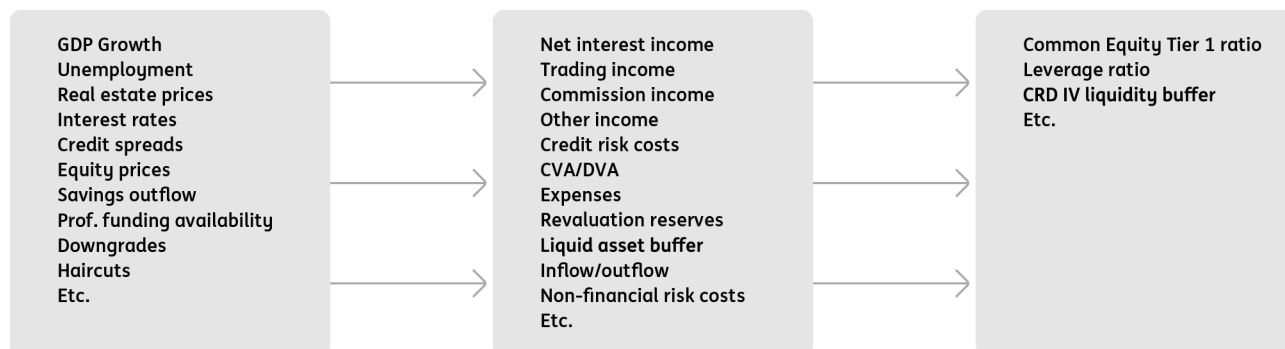 GDP Growth
Unemployment
Real estate prices
Interest rates
Credit spreads
Equity prices
Savings outflow
Prof. funding availability
Downgrades
Haircuts
Etc.
Net interest income
Trading income
Commission income
Other income
Credit risk costs
CVA/DVA
Expenses
Revaluation reserves
Liquid asset buffer
Inflow/outflow
Non-financial risk costs
Etc.
Common Equity Tier 1 ratio
Leverage ratio
CRD IV liquidity buffer
Etc.